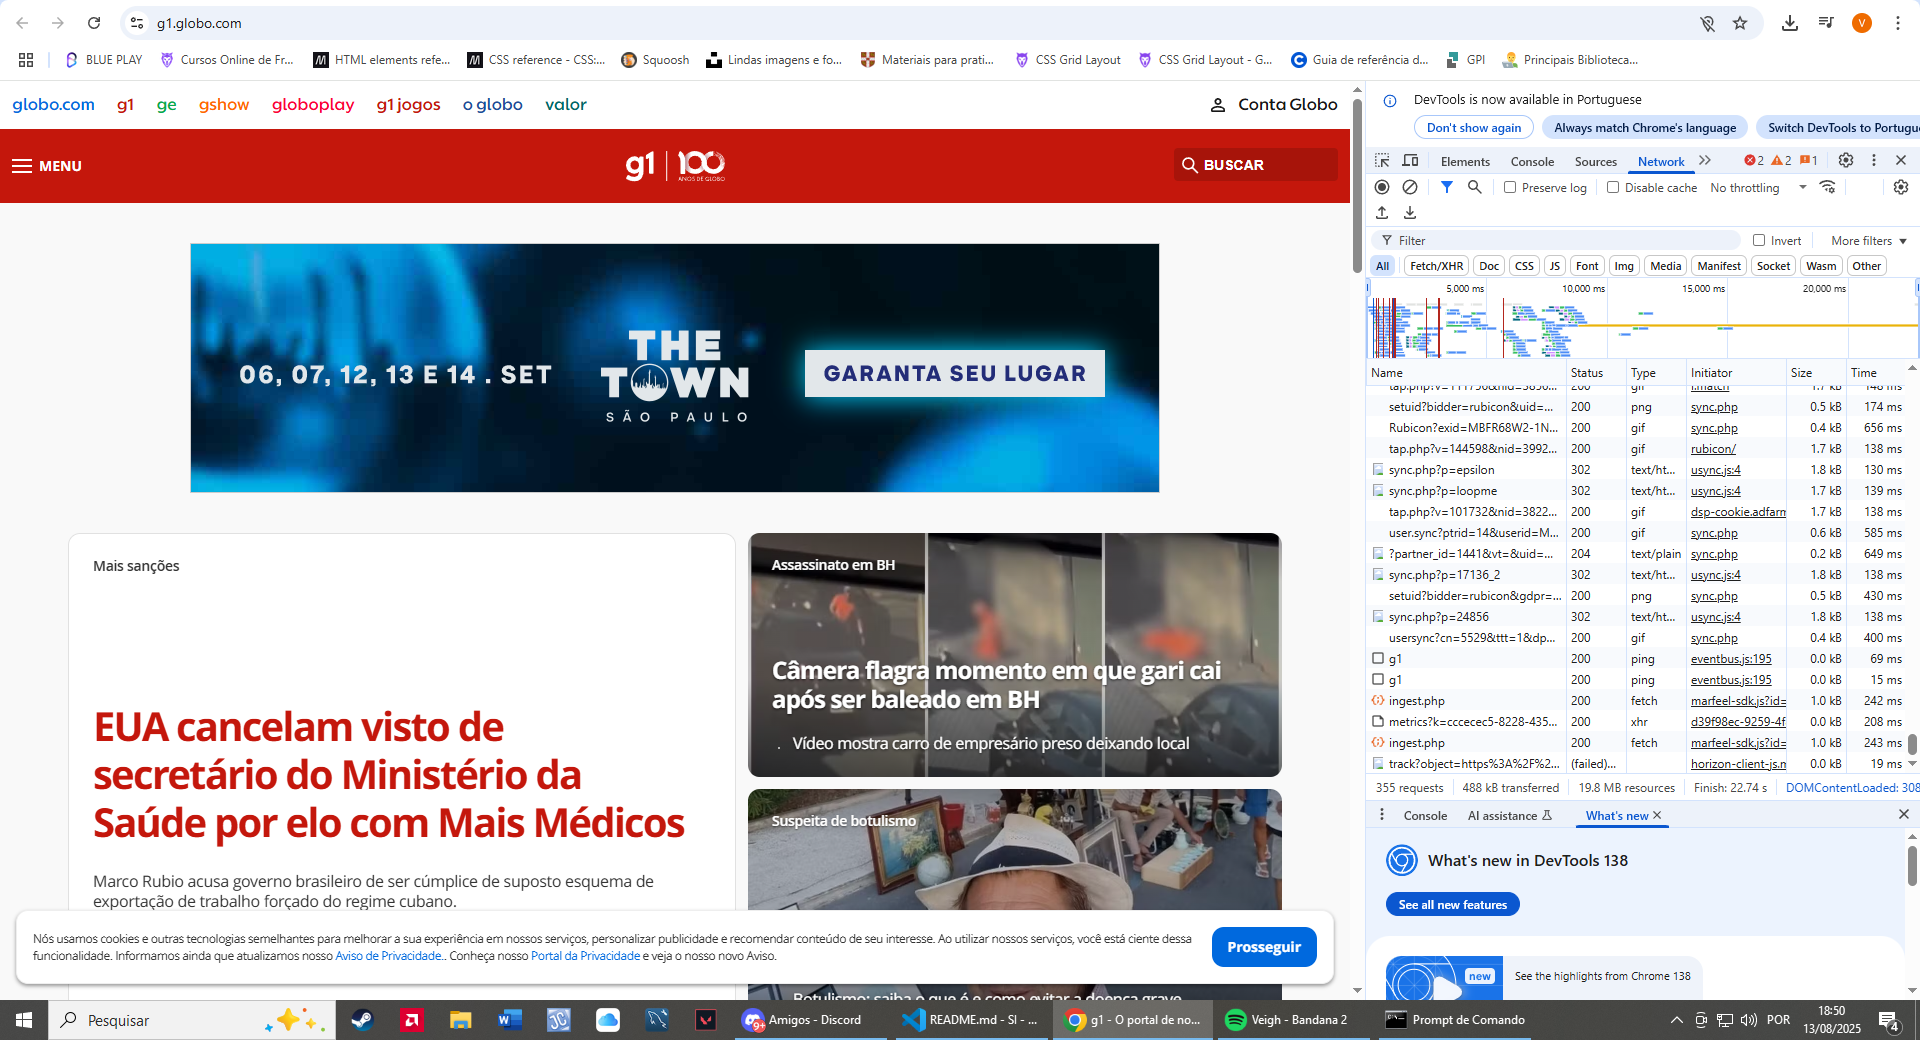 g1.globo.com
V
BLUE PLAY
Cursos Online de Fr...
HTML elements refe...
CSS reference - CSS:...
Squoosh
Lindas imagens e fo...
Materiais para prati...
CSS Grid Layout
CSS Grid Layout - G...
Guia de referência d...
GPI
Principais Biblioteca...
globo.com g1 ge gshow globoplay g1 jogos o globo valor
Conta Globo
MENU
g1 100
ANOS DE GLOBO
BUSCAR
06, 07, 12, 13 E 14 . SET
THE
TOWN
SÃO PAULO
GARANTA SEU LUGAR
Mais sanções
EUA cancelam visto de
secretário do Ministério da
Saúde por elo com Mais Médicos
Marco Rubio acusa governo brasileiro de ser cúmplice de suposto esquema de
exportação de trabalho forçado do regime cubano.
Assassinato em BH
Câmera flagra momento em que gari cai
após ser baleado em BH
. Vídeo mostra carro de empresário preso deixando local
Suspeita de botulismo
Botulismo: saiba o que é e como evitar a doença grave
Nós usamos cookies e outras tecnologias semelhantes para melhorar a sua experiência em nossos serviços, personalizar publicidade e recomendar conteúdo de seu interesse. Ao utilizar nossos serviços, você está ciente dessa
funcionalidade. Informamos ainda que atualizamos nosso Aviso de Privacidade.. Conheça nosso Portal da Privacidade e veja o nosso novo Aviso.
Prosseguir
DevTools is now available in Portuguese
Don't show again
Always match Chrome's language
Switch DevTools to Portugu
Elements Console Sources Network 2 2 1
Preserve log Disable cache No throttling
Filter Invert More filters
All Fetch/XHR Doc CSS JS Font Img Media Manifest Socket Wasm Other
5,000 ms 10,000 ms 15,000 ms 20,000 ms
Name Status Type Initiator Size Time
200 gif i.match 1.7 kB 148 ms
setuid?bidder=rubicon&uid=... 200 png sync.php 0.5 kB 174 ms
Rubicon?exid=MBFR68W2-1N... 200 gif sync.php 0.4 kB 656 ms
tap.php?v=144598&nid=3992... 200 gif rubicon/ 1.7 kB 138 ms
sync.php?p=epsilon 302 text/ht... usync.js:4 1.8 kB 130 ms
sync.php?p=loopme 302 text/ht... usync.js:4 1.7 kB 139 ms
tap.php?v=101732&nid=3822... 200 gif dsp-cookie.adfarm 1.7 kB 138 ms
user.sync?ptrid=14&userid=M... 200 gif sync.php 0.6 kB 585 ms
?partner_id=1441&vt=&uid=... 204 text/plain sync.php 0.2 kB 649 ms
sync.php?p=17136_2 302 text/ht... usync.js:4 1.8 kB 138 ms
setuid?bidder=rubicon&gdpr=... 200 png sync.php 0.5 kB 430 ms
sync.php?p=24856 302 text/ht... usync.js:4 1.8 kB 138 ms
usersync?cn=5529&ttt=1&dp... 200 gif sync.php 0.4 kB 400 ms
g1 200 ping eventbus.js:195 0.0 kB 69 ms
g1 200 ping eventbus.js:195 0.0 kB 15 ms
ingest.php 200 fetch marfeel-sdk.js?id= 1.0 kB 242 ms
metrics?k=cccecec5-8228-435... 200 xhr d39f98ec-9259-4f 0.0 kB 208 ms
ingest.php 200 fetch marfeel-sdk.js?id= 1.0 kB 243 ms
track?object=https%3A%2F%2... (failed)... horizon-client-js.m 0.0 kB 19 ms
355 requests 488 kB transferred 19.8 MB resources Finish: 22.74 s DOMContentLoaded: 308
Console AI assistance What's new
What's new in DevTools 138
See all new features
new
See the highlights from Chrome 138
Pesquisar
9+
Amigos - Discord
README.md - SI - ...
g1 - O portal de no...
Veigh - Bandana 2
Prompt de Comando
POR
18:50
13/08/2025
4